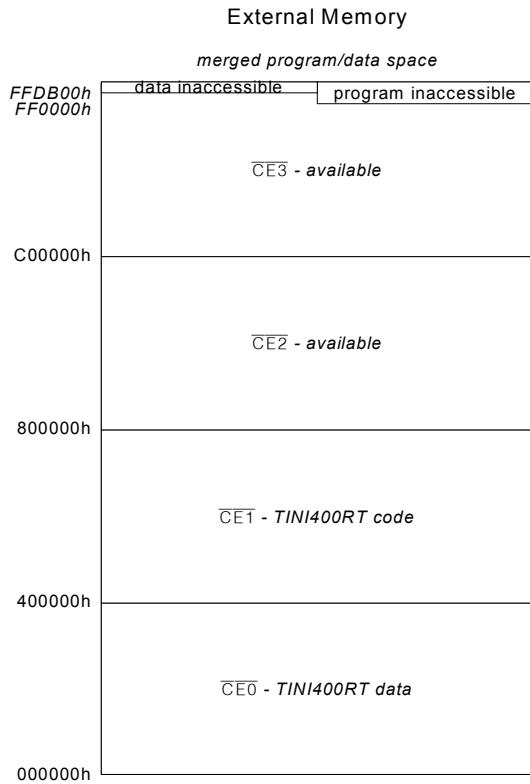 External Memory
merged program/data space
FFDB00h
data inaccessible
program inaccessible
FF0000h
CE3 - available
C00000h
CE2 - available
800000h
CE1 - TINI400RT code
400000h
CE0 - TINI400RT data
000000h